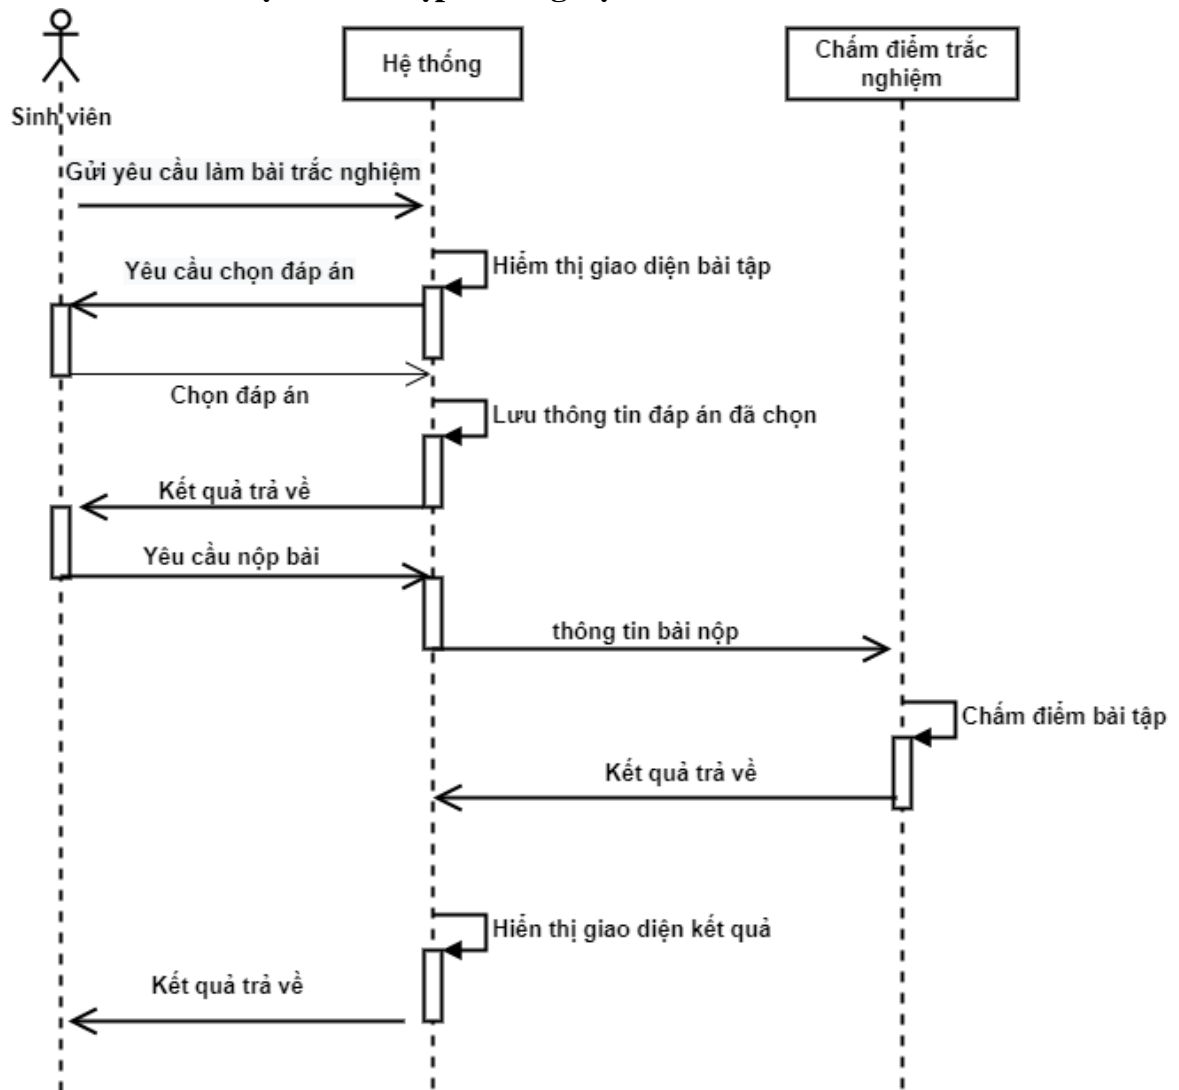 Hệ thống
Chấm điểm trắc
nghiệm
Sinh viên
Gửi yêu cầu làm bài trắc nghiệm
Hiểm thị giao diện bài tập
Yêu cầu chọn đáp án
Chọn đáp án
Lưu thông tin đáp án đã chọn
Kết quả trả về
Yêu cầu nộp bài
thông tin bài nộp
Chấm điểm bài tập
Kết quả trả về
Hiển thị giao diện kết quả
Kết quả trả về